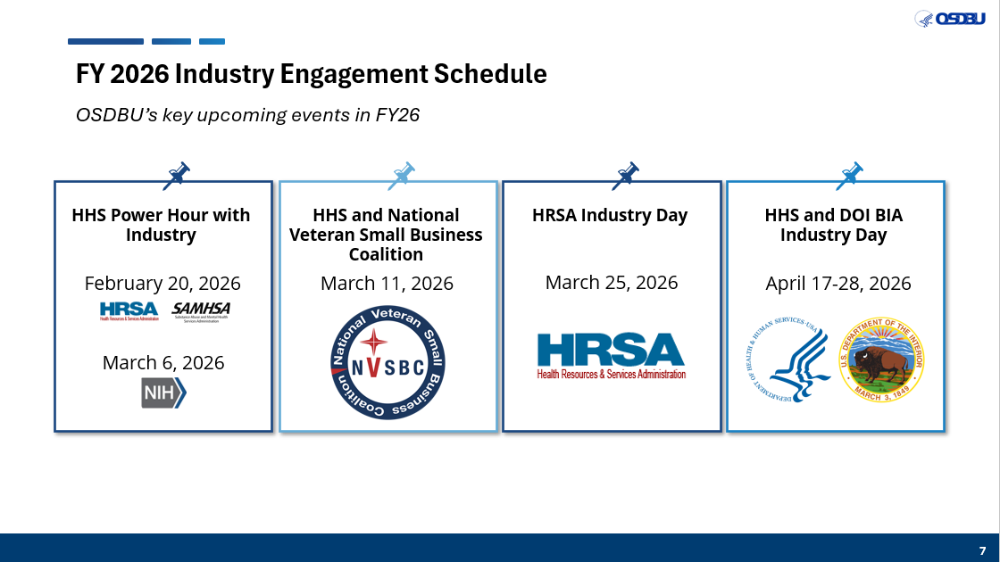 OSDBU
FY 2026 Industry Engagement Schedule
OSDBU's key upcoming events in FY26
HHS Power Hour with
Industry
February 20, 2026
HRSA
Health Resources & Services Administration
SAMHSA
Substance Abuse and Mental Health
Services Administration
March 6, 2026
NIH
HHS and National
Veteran Small Business
Coalition
March 11, 2026
National Veteran Small Business Coalition
NVSBC
HRSA Industry Day
March 25, 2026
HRSA
Health Resources & Services Administration
HHS and DOI BIA
Industry Day
April 17-28, 2026
DEPARTMENT OF HEALTH & HUMAN SERVICES·USA
U.S. DEPARTMENT OF THE INTERIOR
MARCH 3, 1849
7